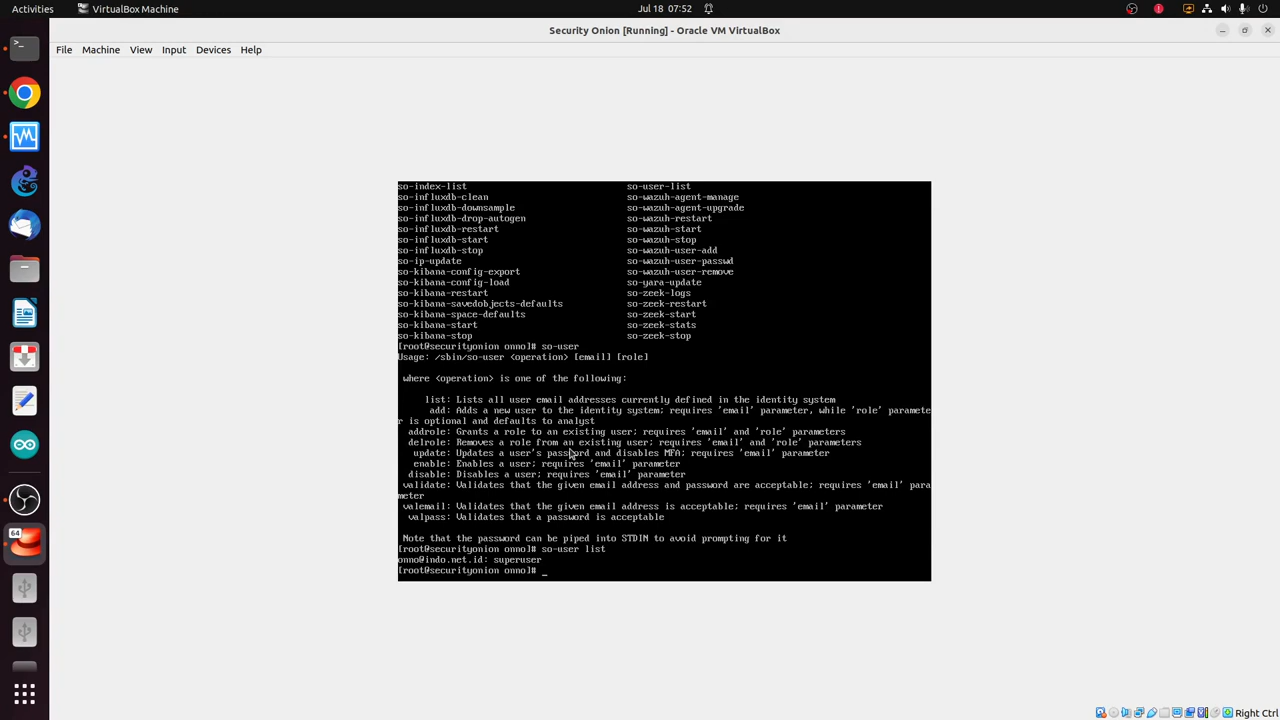 Activities
VirtualBox Machine
Jul 18 07:52
Security Onion [Running] - Oracle VM VirtualBox
File Machine View Input Devices Help
so-index-list so-user-list
so-influxdb-clean so-wazuh-agent-manage
so-influxdb-downsample so-wazuh-agent-upgrade
so-influxdb-drop-autogen so-wazuh-restart
so-influxdb-restart so-wazuh-start
so-influxdb-start so-wazuh-stop
so-influxdb-stop so-wazuh-user-add
so-ip-update so-wazuh-user-passwd
so-kibana-config-export so-wazuh-user-remove
so-kibana-config-load so-yara-update
so-kibana-restart so-zeek-logs
so-kibana-savedobjects-defaults so-zeek-restart
so-kibana-space-defaults so-zeek-start
so-kibana-start so-zeek-stats
so-kibana-stop so-zeek-stop
[root@securityonion onno]# so-user
Usage: /sbin/so-user <operation> [email] [role]
where <operation> is one of the following:
list: Lists all user email addresses currently defined in the identity system
add: Adds a new user to the identity system; requires 'email' parameter, while 'role' paramete
r is optional and defaults to analyst
addrole: Grants a role to an existing user; requires 'email' and 'role' parameters
delrole: Removes a role from an existing user; requires 'email' and 'role' parameters
update: Updates a user's password and disables MFA; requires 'email' parameter
enable: Enables a user; requires 'email' parameter
disable: Disables a user; requires 'email' parameter
validate: Validates that the given email address and password are acceptable; requires 'email' para
meter
valemail: Validates that the given email address is acceptable; requires 'email' parameter
valpass: Validates that a password is acceptable
Note that the password can be piped into STDIN to avoid prompting for it
[root@securityonion onno]# so-user list
onno@indo.net.id: superuser
[root@securityonion onno]# _
64
Right Ctrl